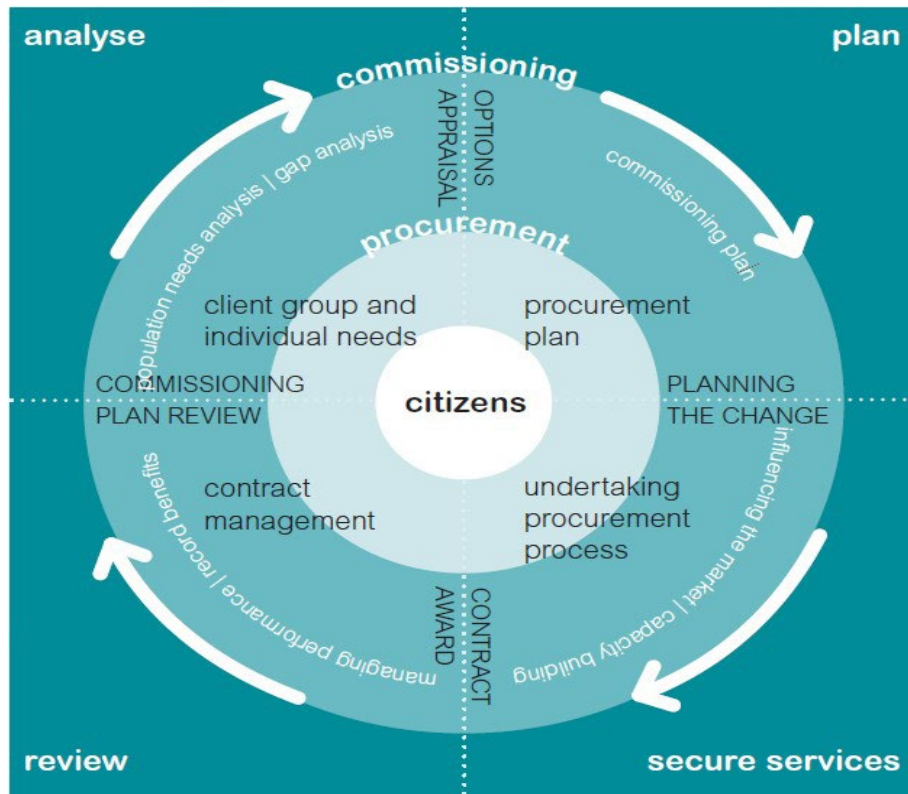 analyse
plan
commissioning
OPTIONS
APPRAISAL
population needs analysis | gap analysis
commissioning plan
procurement
client group and
individual needs
procurement
plan
COMMISSIONING
PLAN REVIEW
citizens
PLANNING
THE CHANGE
contract
management
undertaking
procurement
process
managing performance | record benefits
influencing the market | capacity building
CONTRACT
AWARD
review
secure services